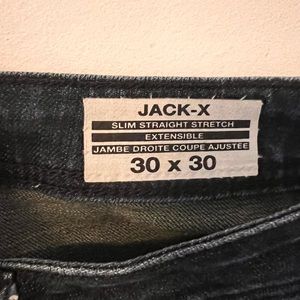 JACK-X
SLIM STRAIGHT STRETCH
EXTENSIBLE
JAMBE DROITE COUPE AJUSTÉE
30 x 30